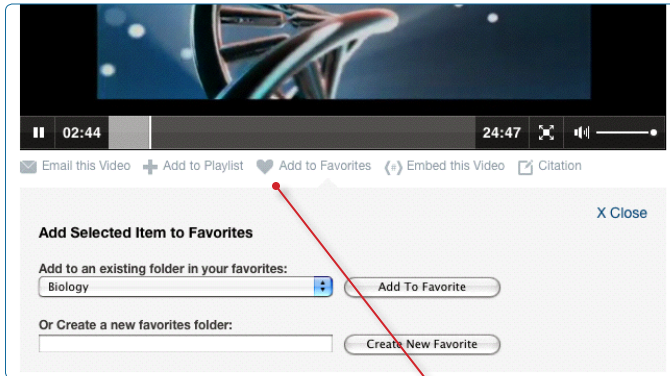 02:44 24:47
Email this Video Add to Playlist Add to Favorites Embed this Video Citation
X Close
Add Selected Item to Favorites
Add to an existing folder in your favorites:
Biology Add To Favorite
Or Create a new favorites folder:
Create New Favorite